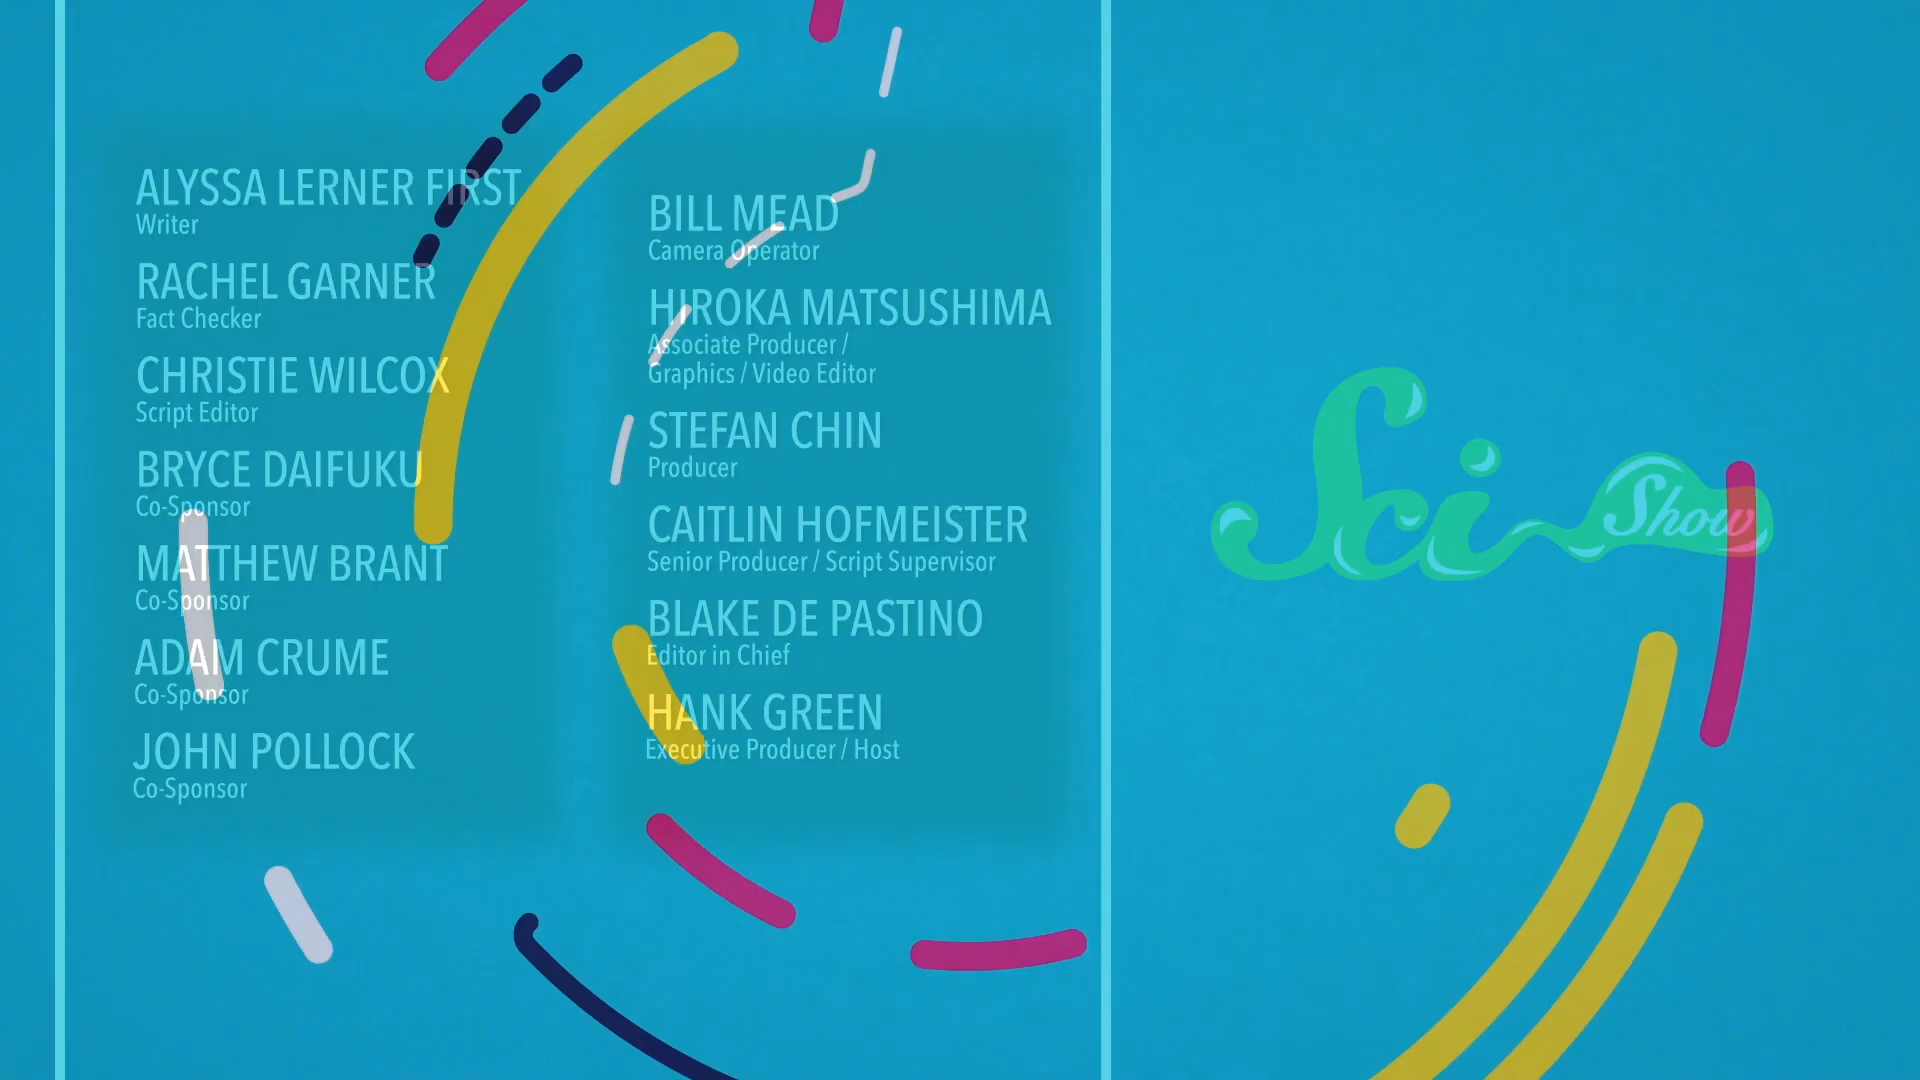 ALYSSA LERNER FIRST
Writer
RACHEL GARNER
Fact Checker
CHRISTIE WILCOX
Script Editor
BRYCE DAIFUKU
Co-Sponsor
MATTHEW BRANT
Co-Sponsor
ADAM CRUME
Co-Sponsor
JOHN POLLOCK
Co-Sponsor
BILL MEAD
Camera Operator
HIROKA MATSUSHIMA
Associate Producer /
Graphics / Video Editor
STEFAN CHIN
Producer
CAITLIN HOFMEISTER
Senior Producer / Script Supervisor
BLAKE DE PASTINO
Editor in Chief
HANK GREEN
Executive Producer / Host
Sci Show